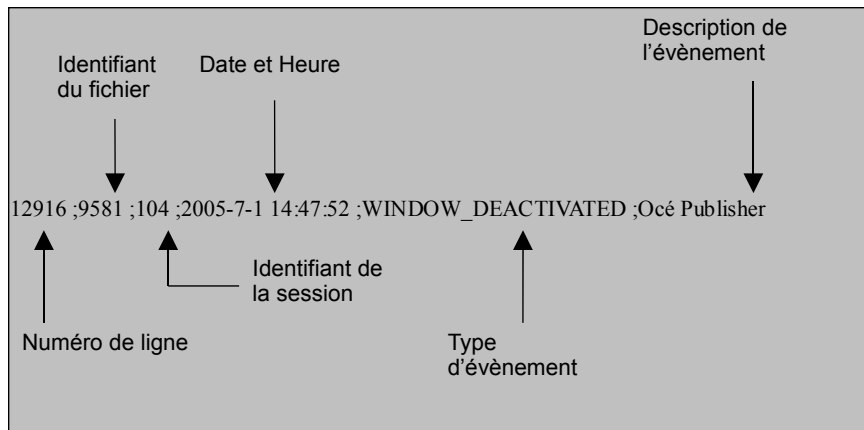 Description de
l'évènement
Identifiant
du fichier
Date et Heure
12916 ;9581 ;104 ;2005-7-1 14:47:52 ;WINDOW_DEACTIVATED ;Océ Publisher
Identifiant de
la session
Numéro de ligne
Type
d'évènement